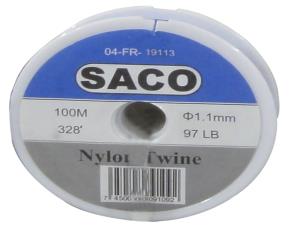 04-FR-19113
SACO
100M Φ1.1mm
328' 97 LB
Nylon Twine